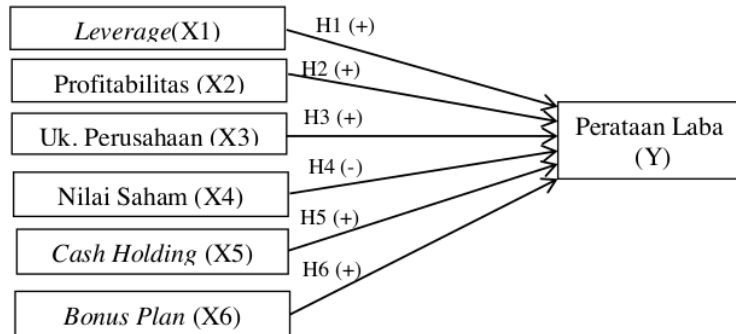 Leverage(X1)
H1 (+)
Profitabilitas (X2)
H2 (+)
Uk. Perusahaan (X3)
H3 (+)
Perataan Laba
(Y)
Nilai Saham (X4)
H4 (-)
Cash Holding (X5)
H5 (+)
Bonus Plan (X6)
H6 (+)